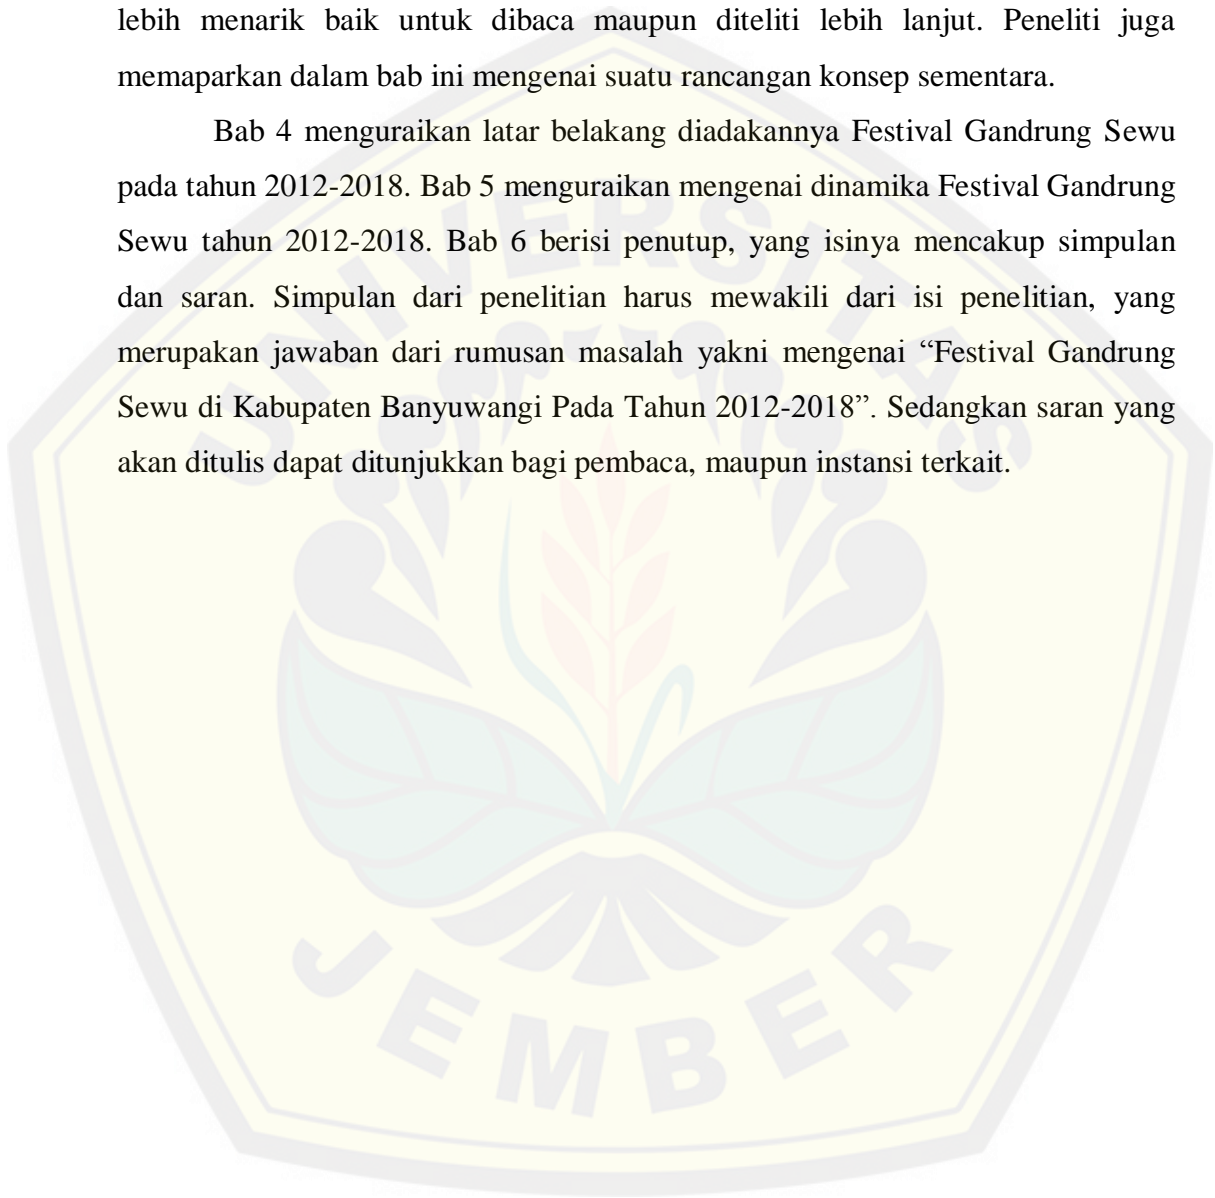 lebih menarik baik untuk dibaca maupun diteliti lebih lanjut. Peneliti juga
memaparkan dalam bab ini mengenai suatu rancangan konsep sementara.
Bab 4 menguraikan latar belakang diadakannya Festival Gandrung Sewu
pada tahun 2012-2018. Bab 5 menguraikan mengenai dinamika Festival Gandrung
Sewu tahun 2012-2018. Bab 6 berisi penutup, yang isinya mencakup simpulan
dan saran. Simpulan dari penelitian harus mewakili dari isi penelitian, yang
merupakan jawaban dari rumusan masalah yakni mengenai “Festival Gandrung
Sewu di Kabupaten Banyuwangi Pada Tahun 2012-2018”. Sedangkan saran yang
akan ditulis dapat ditunjukkan bagi pembaca, maupun instansi terkait.
UNIVERSITAS
JEMBER